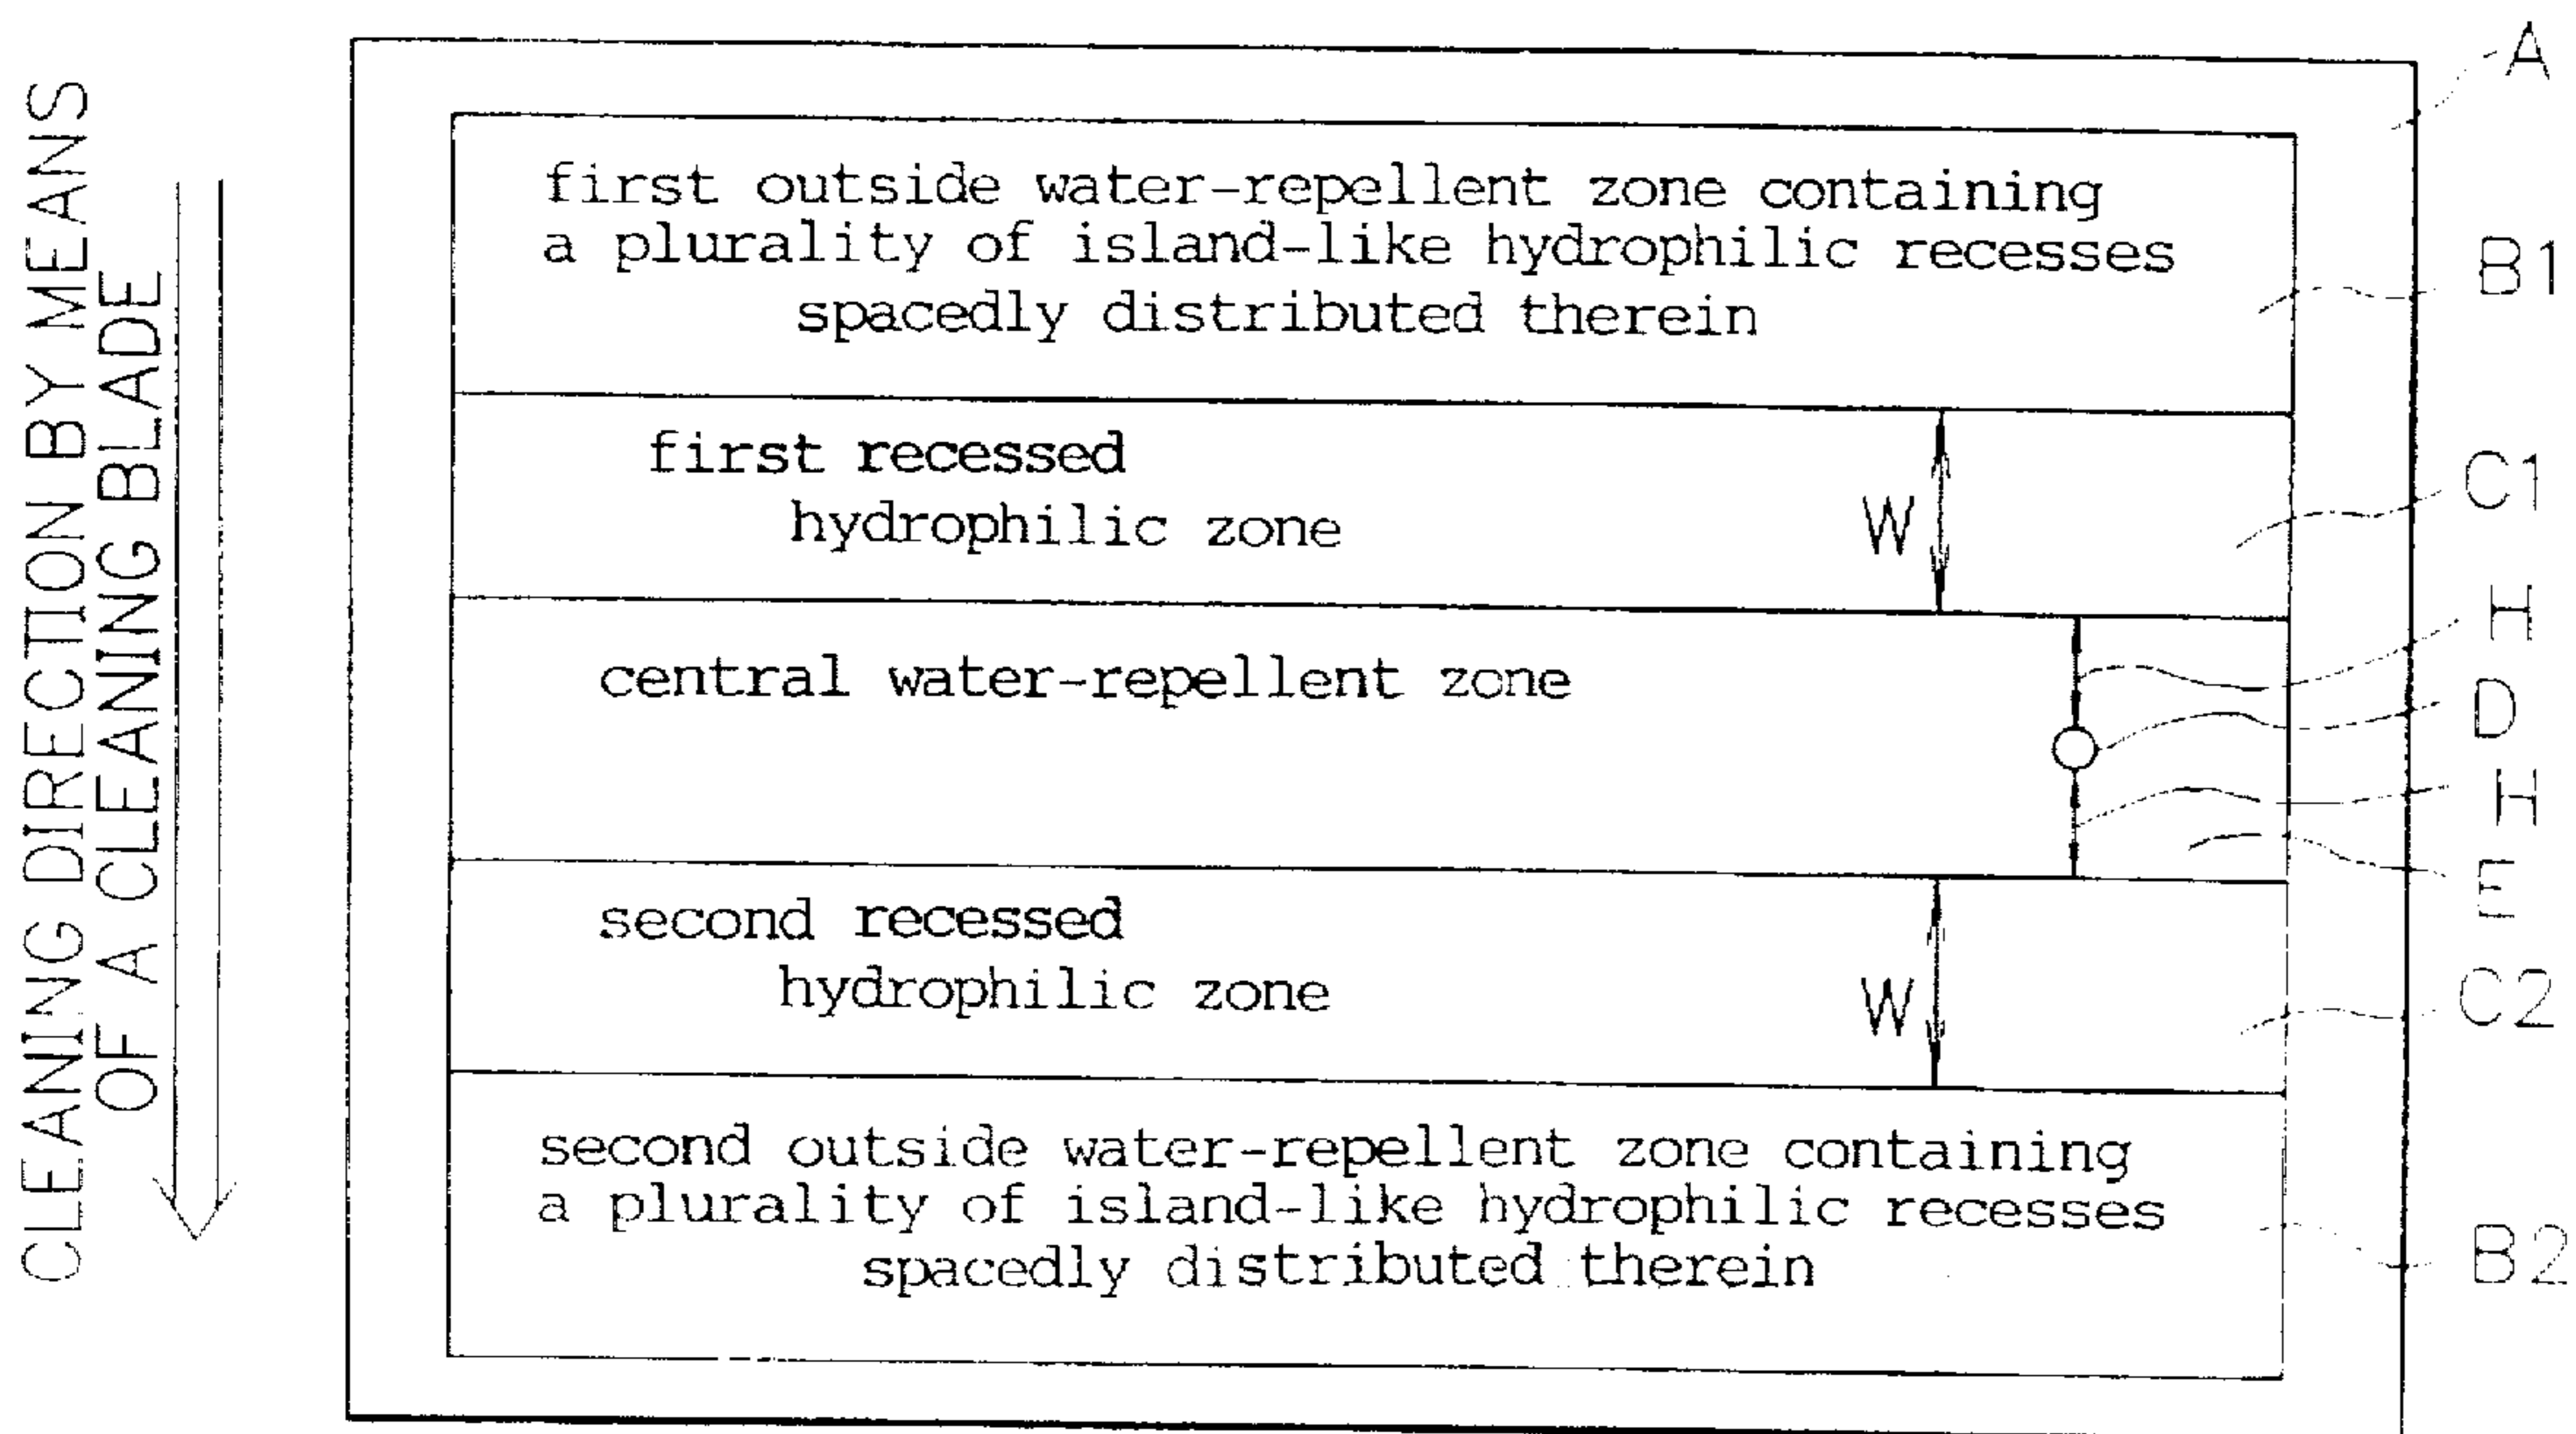 CLEANING DIRECTION BY MEANS
OF A CLEANING BLADE
A
first outside water-repellent zone containing
a plurality of island-like hydrophilic recesses
spacedly distributed therein
B1
first recessed
hydrophilic zone
W
C1
H
central water-repellent zone
D
H
E
second recessed
hydrophilic zone
W
C2
second outside water-repellent zone containing
a plurality of island-like hydrophilic recesses
spacedly distributed therein
B2